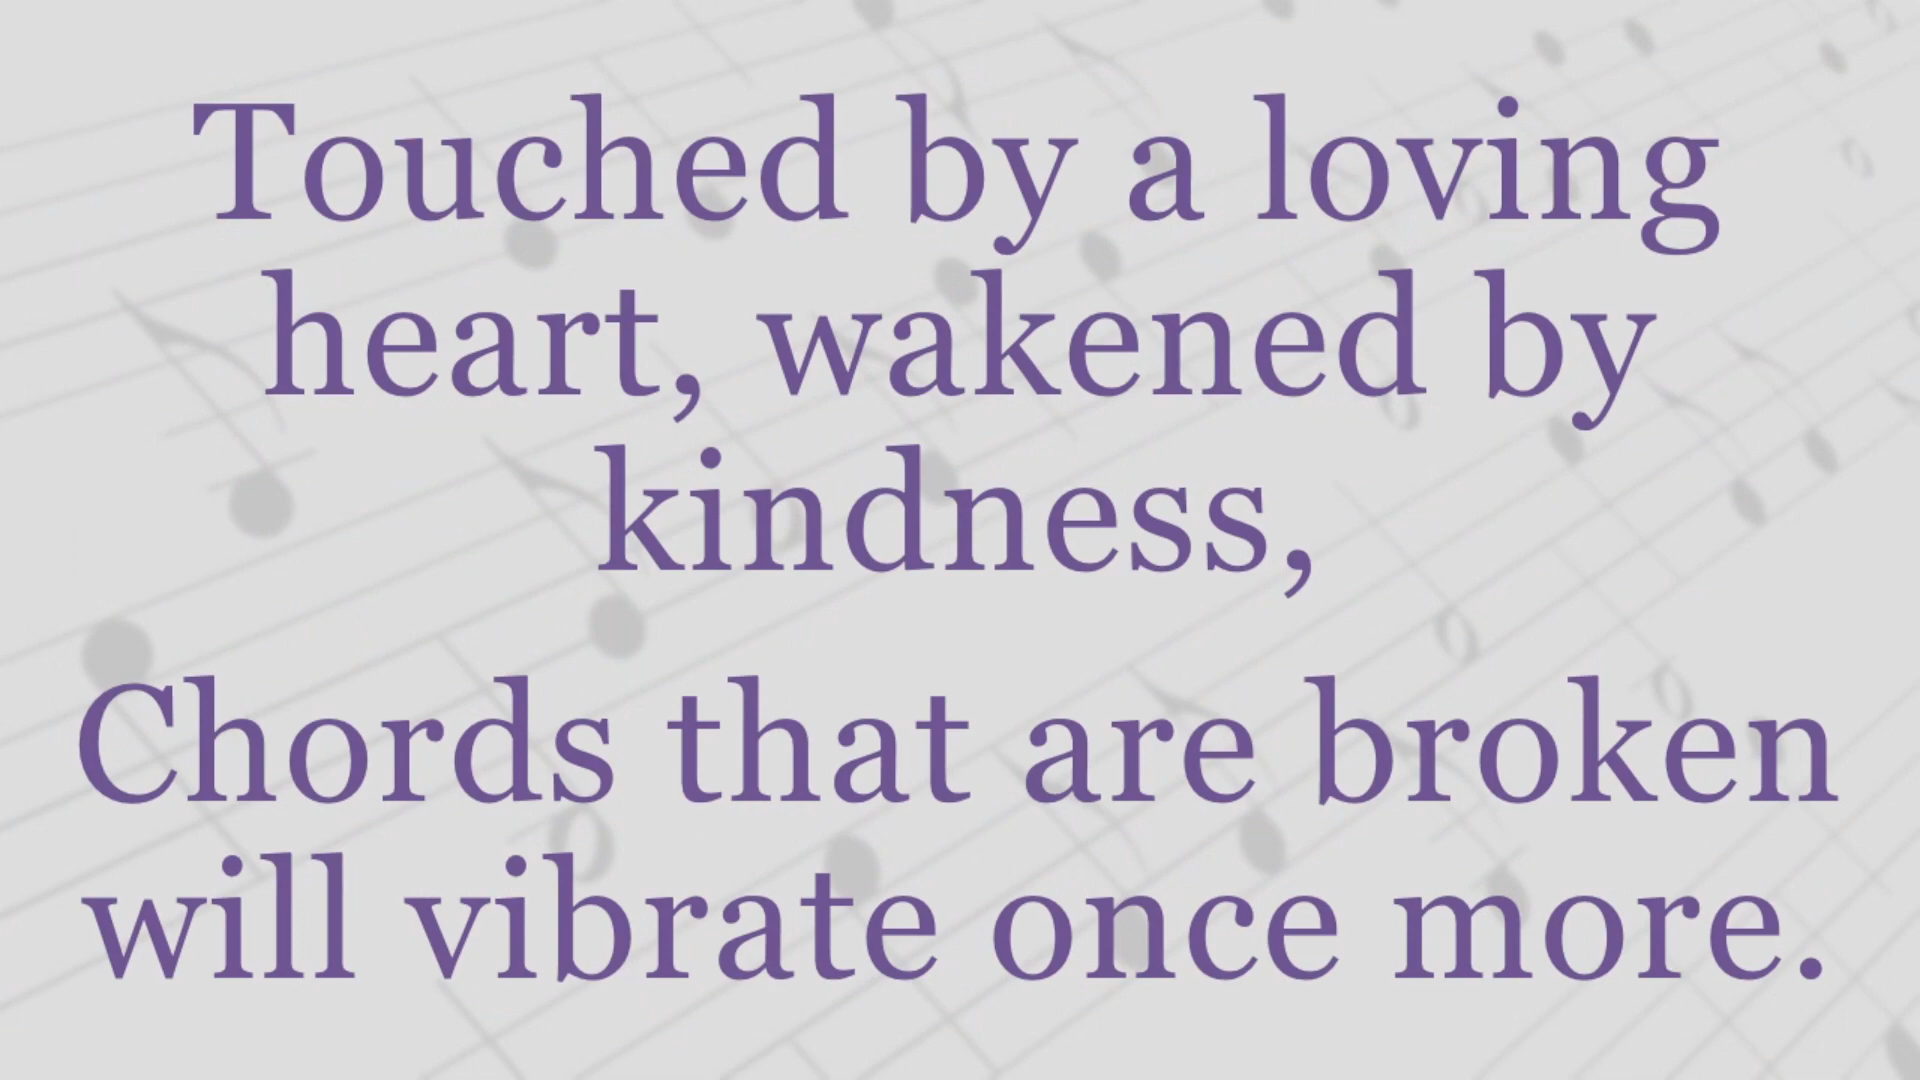 Touched by a loving
heart, wakened by
kindness,
Chords that are broken
will vibrate once more.